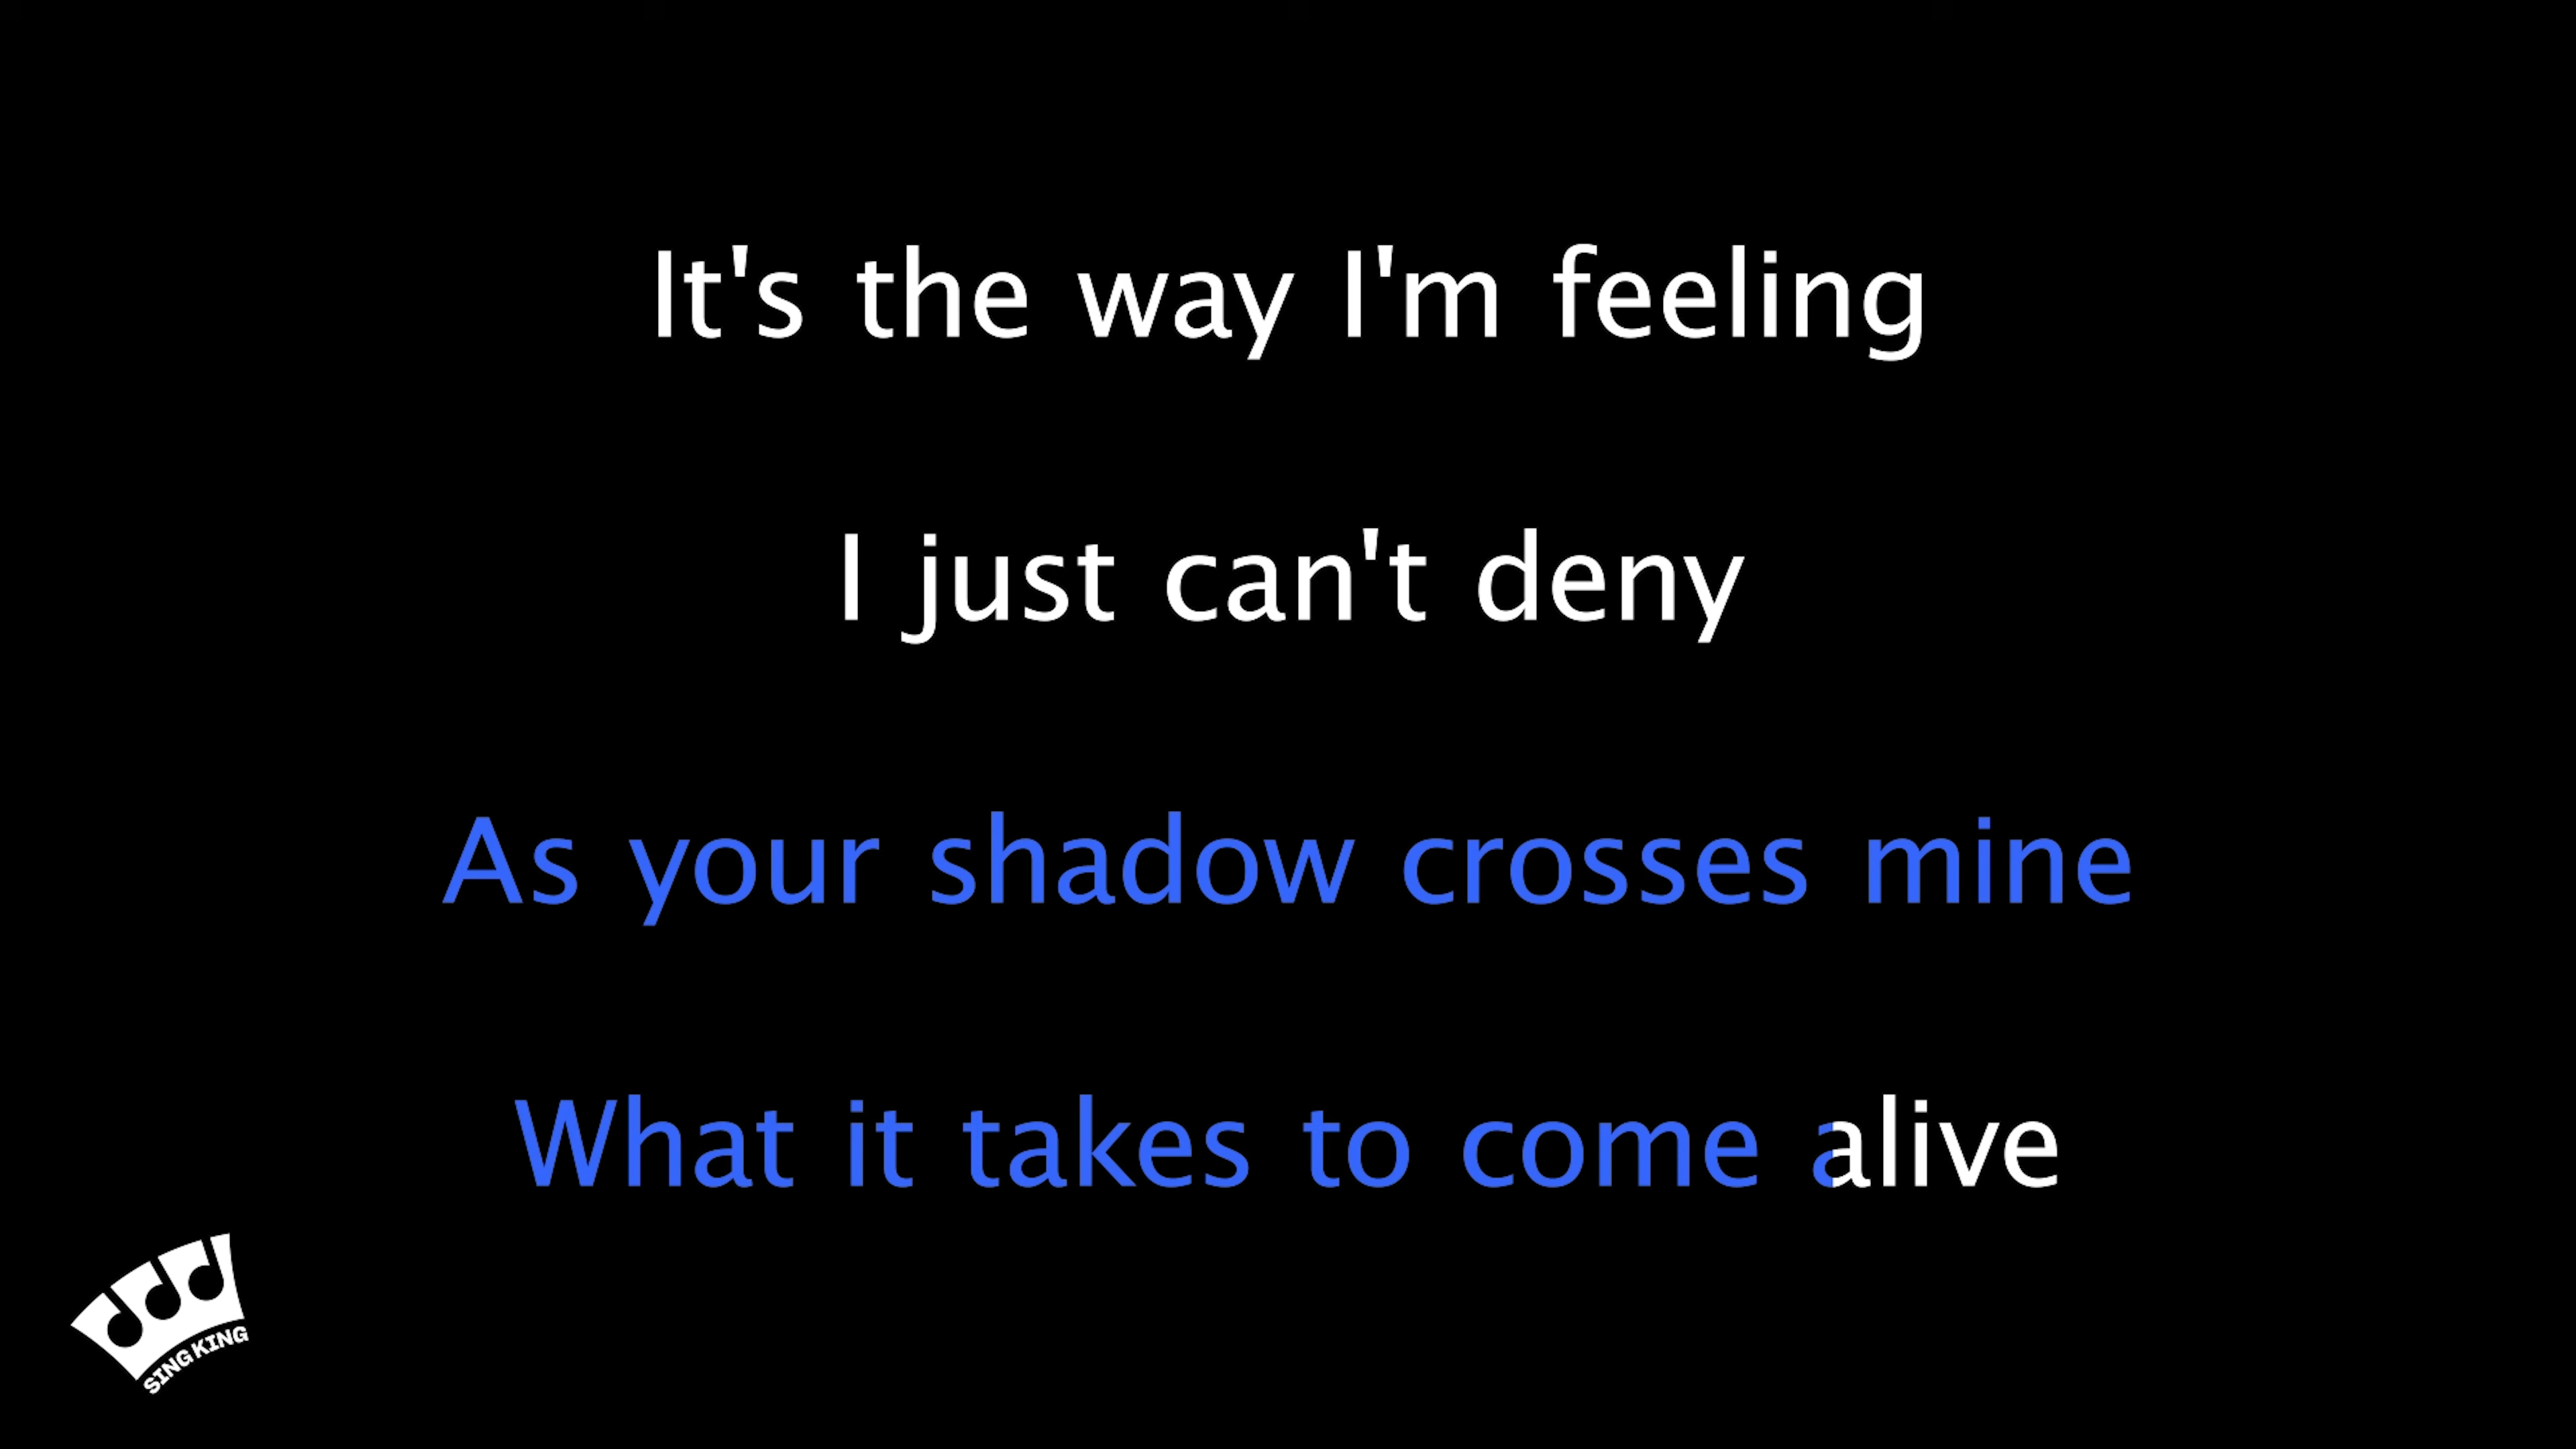 It's the way I'm feeling
I just can't deny
As your shadow crosses mine
What it takes to come alive
SING KING